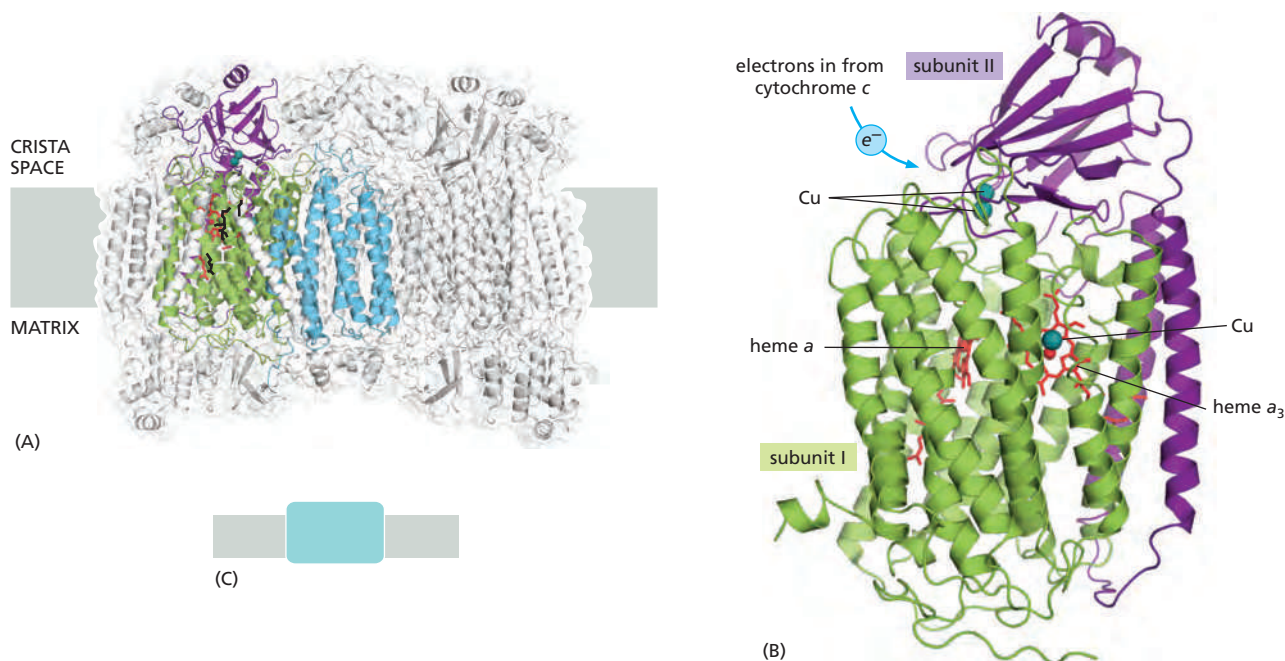 CRISTA
SPACE
MATRIX
(A)
(C)
electrons in from
cytochrome c
subunit II
e–
Cu
heme a
Cu
heme a3
subunit I
(B)